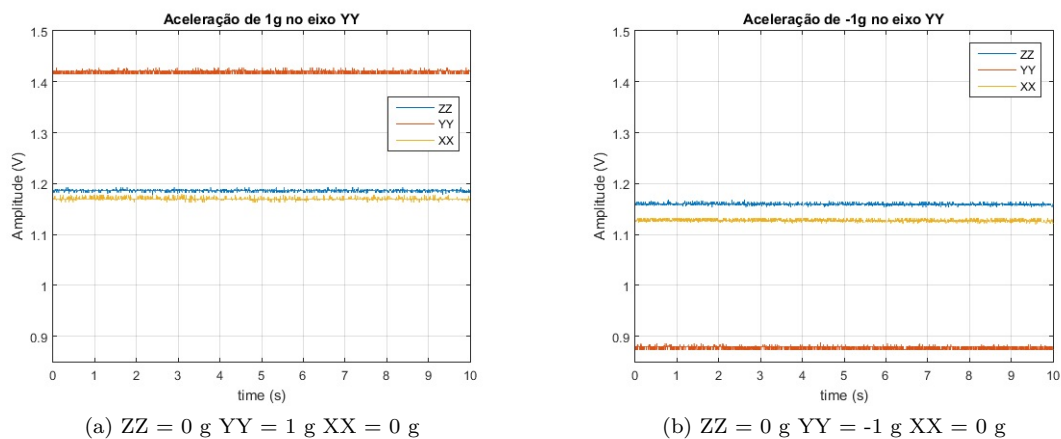 Aceleração de 1g no eixo YY
1.5
1.4
1.3
1.2
1.1
1
0.9
Amplitude (V)
ZZ
YY
XX
0 1 2 3 4 5 6 7 8 9 10
time (s)
(a) ZZ = 0 g YY = 1 g XX = 0 g
Aceleração de -1g no eixo YY
1.5
1.4
1.3
1.2
1.1
1
0.9
Amplitude (V)
ZZ
YY
XX
0 1 2 3 4 5 6 7 8 9 10
time (s)
(b) ZZ = 0 g YY = -1 g XX = 0 g